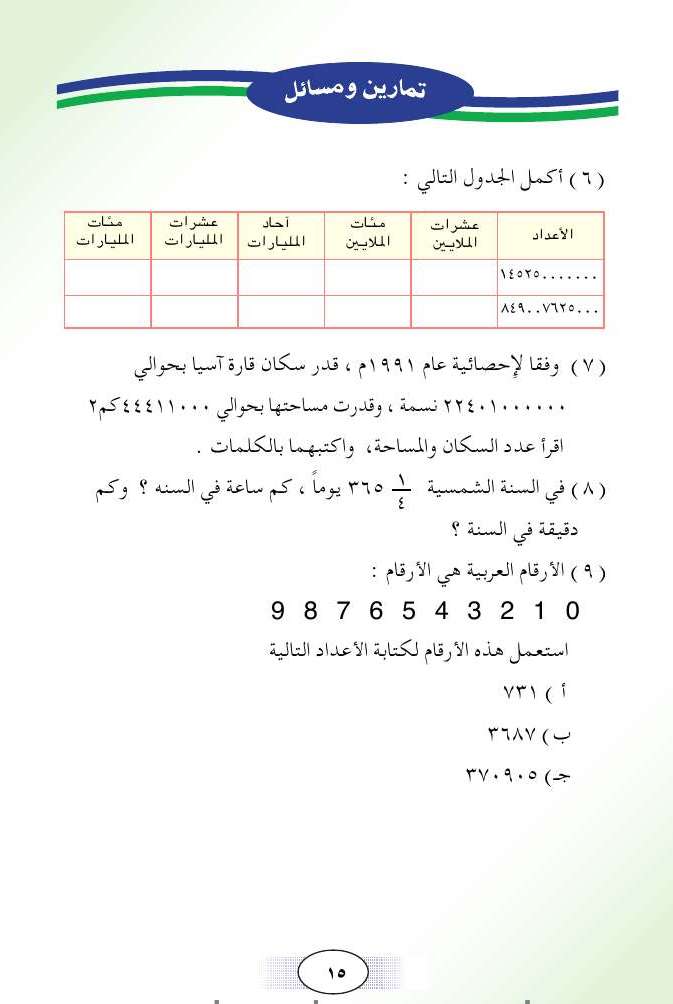 تمارين ومسائل
( ٦ ) أكمل الجدول التالي :
الأعداد عشرات الملايين مئات الملايين آحاد المليارات عشرات المليارات مئات المليارات
١٤٥٢٥٠٠٠٠٠٠٠
٨٤٩٠٠٧٦٢٥٠٠٠
( ٧ ) وفقا لإحصائية عام ١٩٩١م ، قدر سكان قارة آسيا بحوالي
٢٢٤٠١٠٠٠٠٠٠ نسمة ، وقدرت مساحتها بحوالي ٤٤٤١١٠٠٠كم٢
اقرأ عدد السكان والمساحة، واكتبهما بالكلمات .
( ٨ ) في السنة الشمسية ١/٤ ٣٦٥ يوماً ، كم ساعة في السنه ؟ وكم
دقيقة في السنة ؟
( ٩ ) الأرقام العربية هي الأرقام :
9 8 7 6 5 4 3 2 1 0
استعمل هذه الأرقام لكتابة الأعداد التالية
أ ) ٧٣١
ب) ٣٦٨٧
جـ) ٣٧٠٩٠٥
١٥